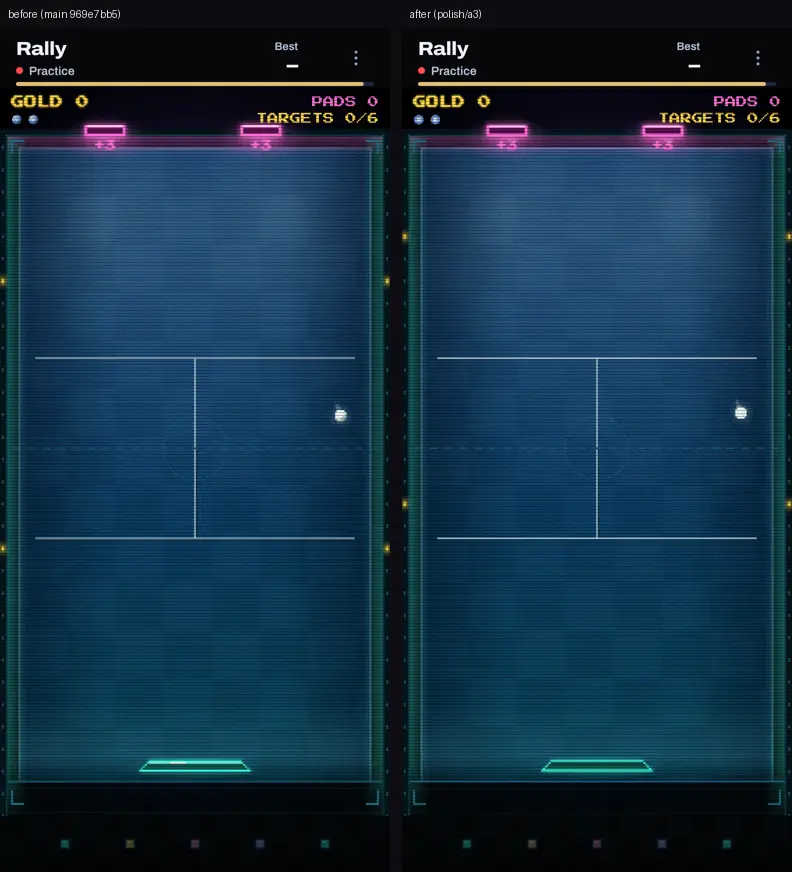 before (main 969e7bb5)
Rally
Best
Practice
–
GOLD 0
PADS 0
TARGETS 0/6
+3
+3
after (polish/a3)
Rally
Best
Practice
–
GOLD 0
PADS 0
TARGETS 0/6
+3
+3